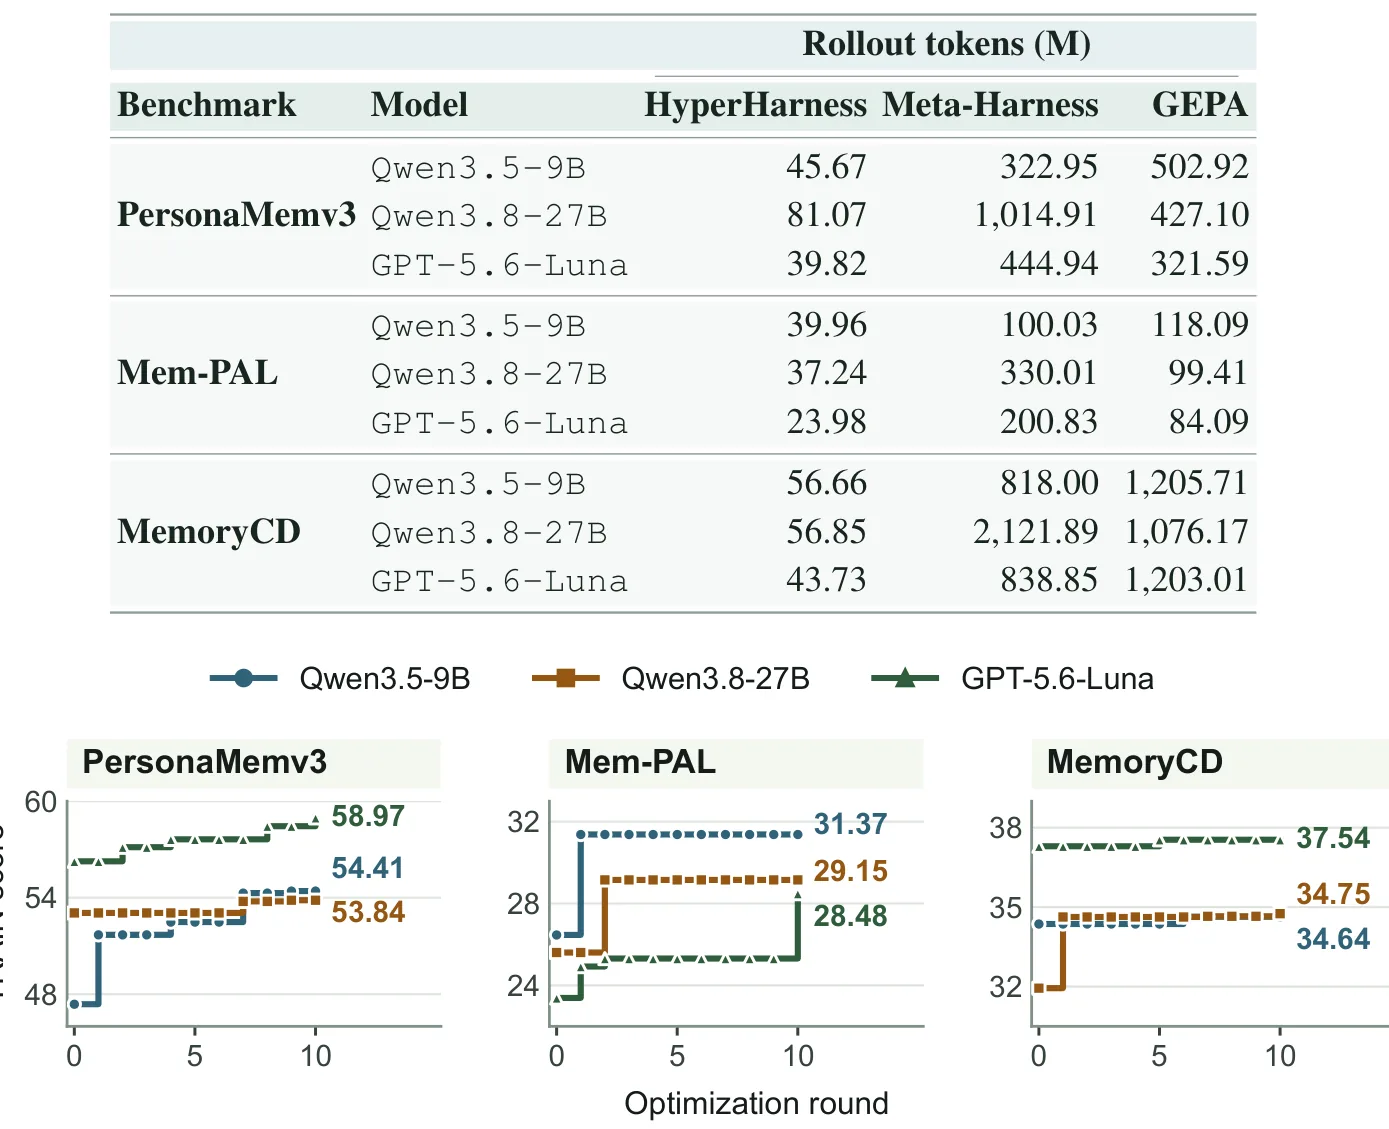 Rollout tokens (M)
Benchmark Model HyperHarness Meta-Harness GEPA
Qwen3.5-9B 45.67 322.95 502.92
PersonaMemv3 Qwen3.8-27B 81.07 1,014.91 427.10
GPT-5.6-Luna 39.82 444.94 321.59
Qwen3.5-9B 39.96 100.03 118.09
Mem-PAL Qwen3.8-27B 37.24 330.01 99.41
GPT-5.6-Luna 23.98 200.83 84.09
Qwen3.5-9B 56.66 818.00 1,205.71
MemoryCD Qwen3.8-27B 56.85 2,121.89 1,076.17
GPT-5.6-Luna 43.73 838.85 1,203.01
Qwen3.5-9B Qwen3.8-27B GPT-5.6-Luna
PersonaMemv3
60
54
48
58.97
54.41
53.84
0 5 10
Mem-PAL
32
28
24
31.37
29.15
28.48
0 5 10
MemoryCD
38
35
32
37.54
34.75
34.64
0 5 10
Optimization round